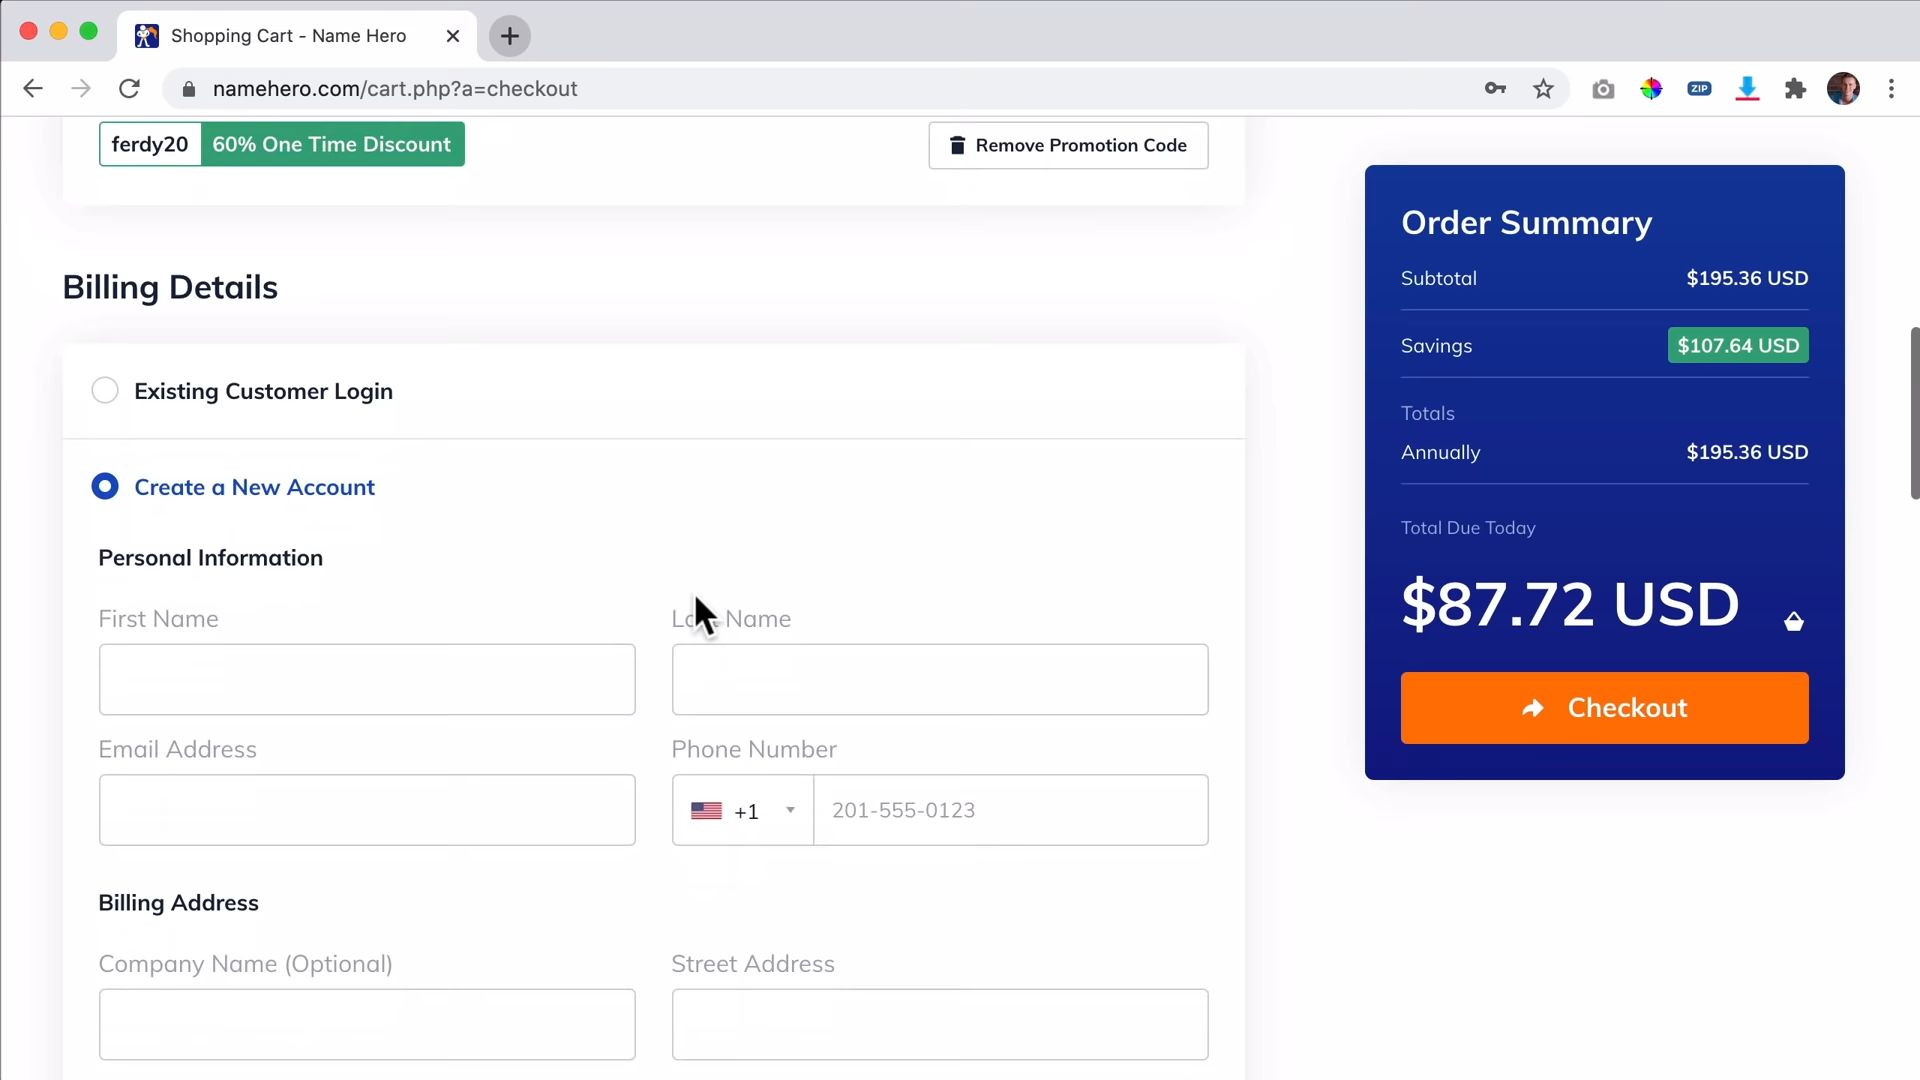 Shopping Cart - Name Hero
namehero.com/cart.php?a=checkout
ZIP
ferdy20 60% One Time Discount
Remove Promotion Code
Billing Details
Existing Customer Login
Create a New Account
Personal Information
First Name
Last Name
Email Address
Phone Number
+1
201-555-0123
Billing Address
Company Name (Optional)
Street Address
Order Summary
Subtotal $195.36 USD
Savings $107.64 USD
Totals
Annually $195.36 USD
Total Due Today
$87.72 USD
Checkout